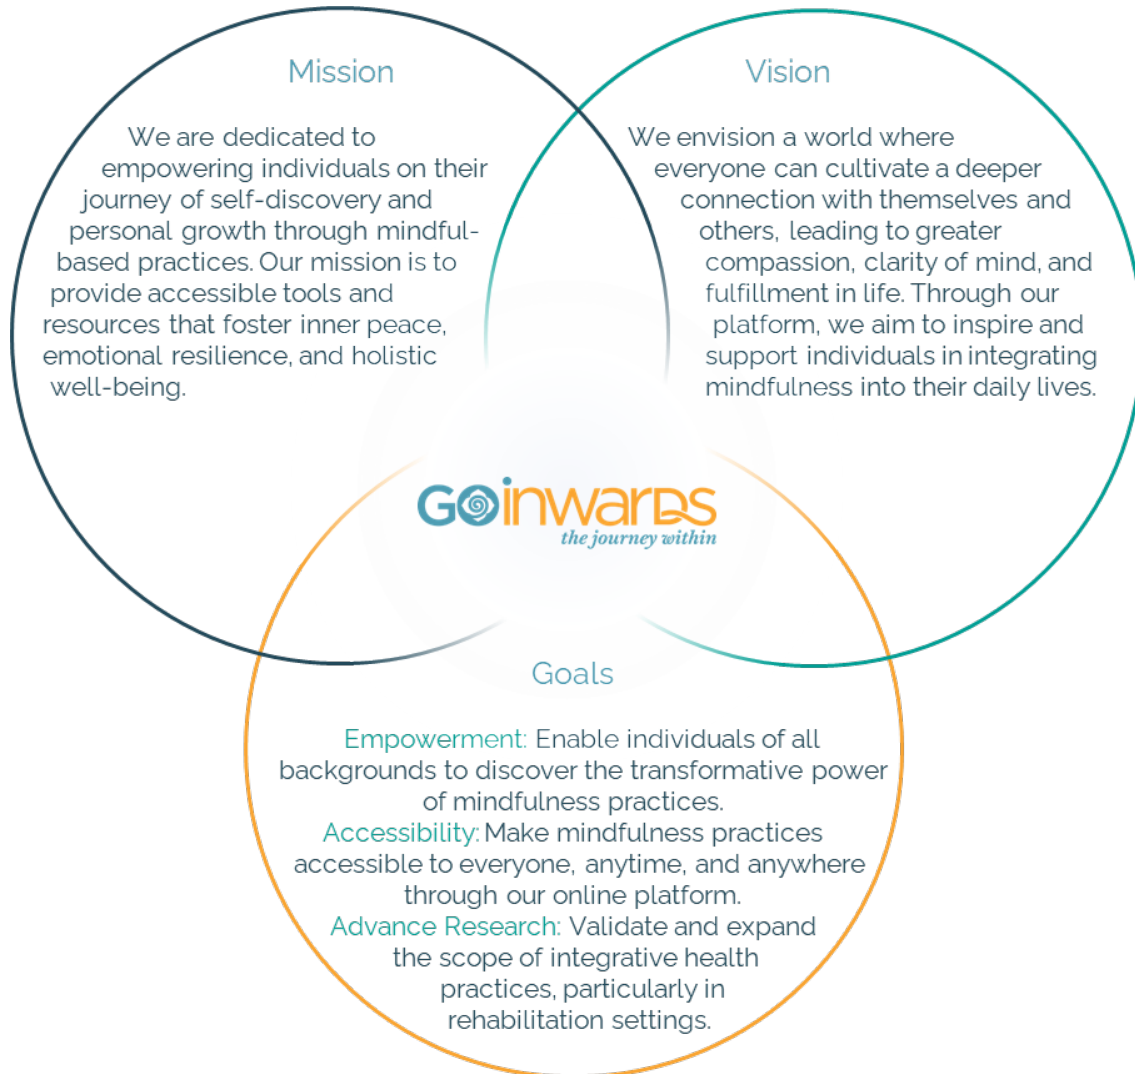 Mission
We are dedicated to
empowering individuals on their
journey of self-discovery and
personal growth through mindful-
based practices. Our mission is to
provide accessible tools and
resources that foster inner peace,
emotional resilience, and holistic
well-being.
Vision
We envision a world where
everyone can cultivate a deeper
connection with themselves and
others, leading to greater
compassion, clarity of mind, and
fulfillment in life. Through our
platform, we aim to inspire and
support individuals in integrating
mindfulness into their daily lives.
GOinwards
the journey within
Goals
Empowerment: Enable individuals of all
backgrounds to discover the transformative power
of mindfulness practices.
Accessibility: Make mindfulness practices
accessible to everyone, anytime, and anywhere
through our online platform.
Advance Research: Validate and expand
the scope of integrative health
practices, particularly in
rehabilitation settings.